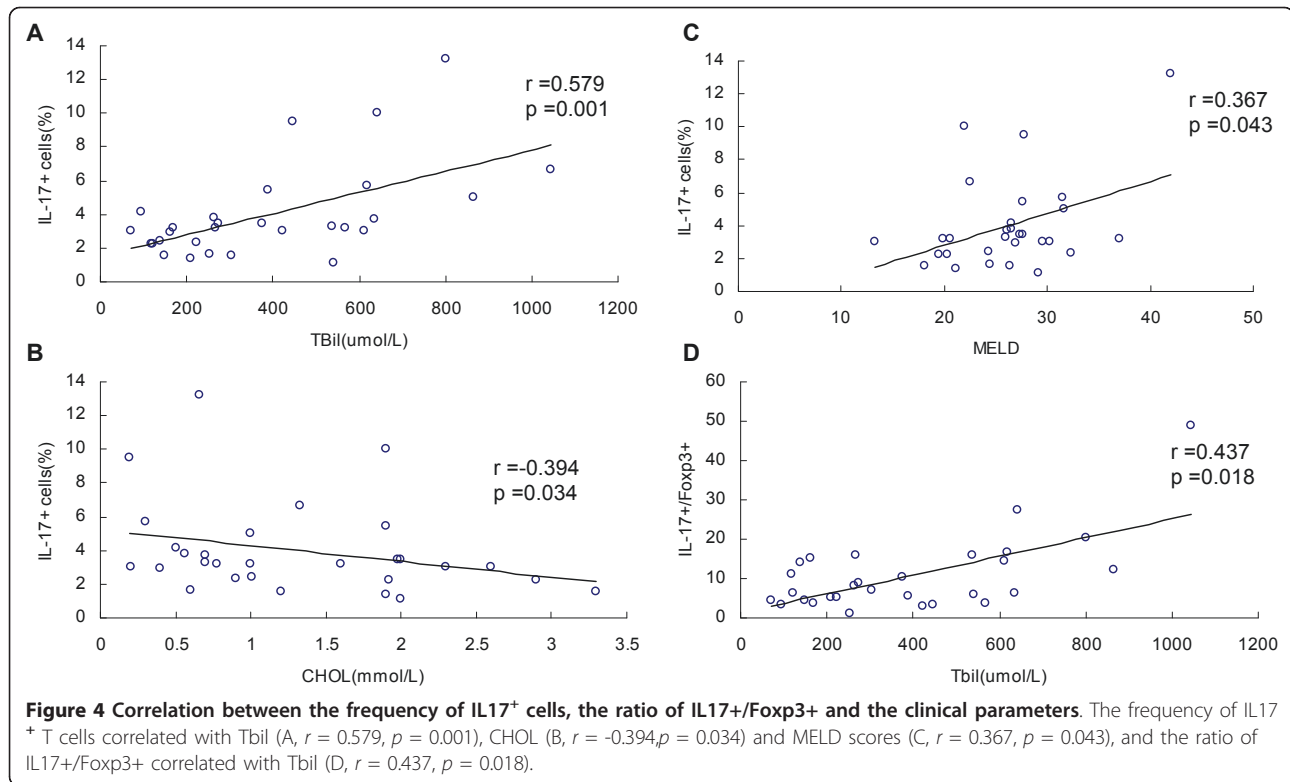 A
14
12
10
8
6
4
2
0
IL-17+ cells(%)
r =0.579
p =0.001
0 200 400 600 800 1000 1200
TBil(umol/L)
B
14
12
10
8
6
4
2
0
IL-17+ cells(%)
r =-0.394
p =0.034
0 0.5 1 1.5 2 2.5 3 3.5
CHOL(mmol/L)
C
14
12
10
8
6
4
2
0
IL-17+ cells(%)
r =0.367
p =0.043
0 10 20 30 40 50
MELD
D
60
50
40
30
20
10
0
IL-17+/Foxp3+
r =0.437
p =0.018
0 200 400 600 800 1000 1200
Tbil(umol/L)
Figure 4 Correlation between the frequency of IL17⁺ cells, the ratio of IL17+/Foxp3+ and the clinical parameters. The frequency of IL17
⁺ T cells correlated with Tbil (A, r = 0.579, p = 0.001), CHOL (B, r = -0.394,p = 0.034) and MELD scores (C, r = 0.367, p = 0.043), and the ratio of
IL17+/Foxp3+ correlated with Tbil (D, r = 0.437, p = 0.018).